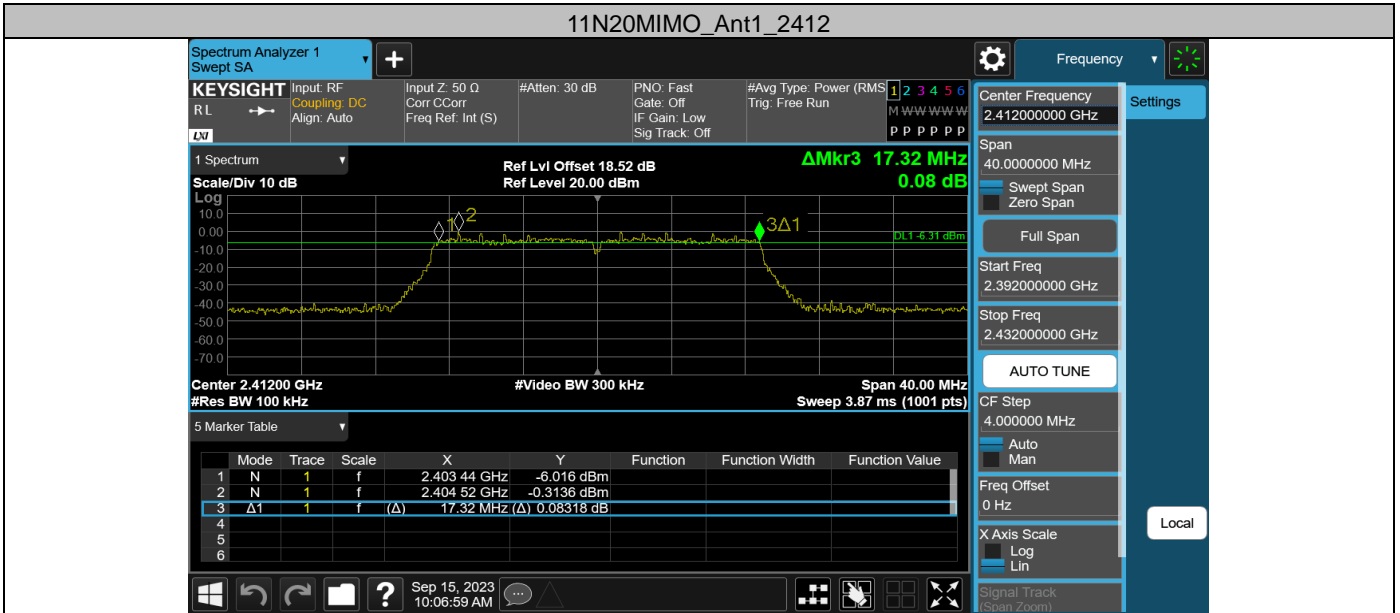 11N20MIMO_Ant1_2412
Spectrum Analyzer 1
Swept SA
+
Frequency
KEYSIGHT
RL
LXI
Input: RF
Coupling: DC
Align: Auto
Input Z: 50 Ω
Corr CCorr
Freq Ref: Int (S)
#Atten: 30 dB
PNO: Fast
Gate: Off
IF Gain: Low
Sig Track: Off
#Avg Type: Power (RMS
Trig: Free Run
1 2 3 4 5 6
M W W W W W
P P P P P P
1 Spectrum
Scale/Div 10 dB
Ref Lvl Offset 18.52 dB
Ref Level 20.00 dBm
ΔMkr3 17.32 MHz
0.08 dB
Log
10.0
0.00
-10.0
-20.0
-30.0
-40.0
-50.0
-60.0
-70.0
1
2
3Δ1
DL1 -6.31 dBm
Center 2.41200 GHz
#Video BW 300 kHz
Span 40.00 MHz
#Res BW 100 kHz
Sweep 3.87 ms (1001 pts)
5 Marker Table
Mode Trace Scale X Y Function Function Width Function Value
1 N 1 f 2.403 44 GHz -6.016 dBm
2 N 1 f 2.404 52 GHz -0.3136 dBm
3 Δ1 1 f (Δ) 17.32 MHz (Δ) 0.08318 dB
4
5
6
Sep 15, 2023
10:06:59 AM
?
Center Frequency
2.412000000 GHz
Settings
Span
40.0000000 MHz
Swept Span
Zero Span
Full Span
Start Freq
2.392000000 GHz
Stop Freq
2.432000000 GHz
AUTO TUNE
CF Step
4.000000 MHz
Auto
Man
Freq Offset
0 Hz
X Axis Scale
Log
Lin
Local
Signal Track
(Span Zoom)